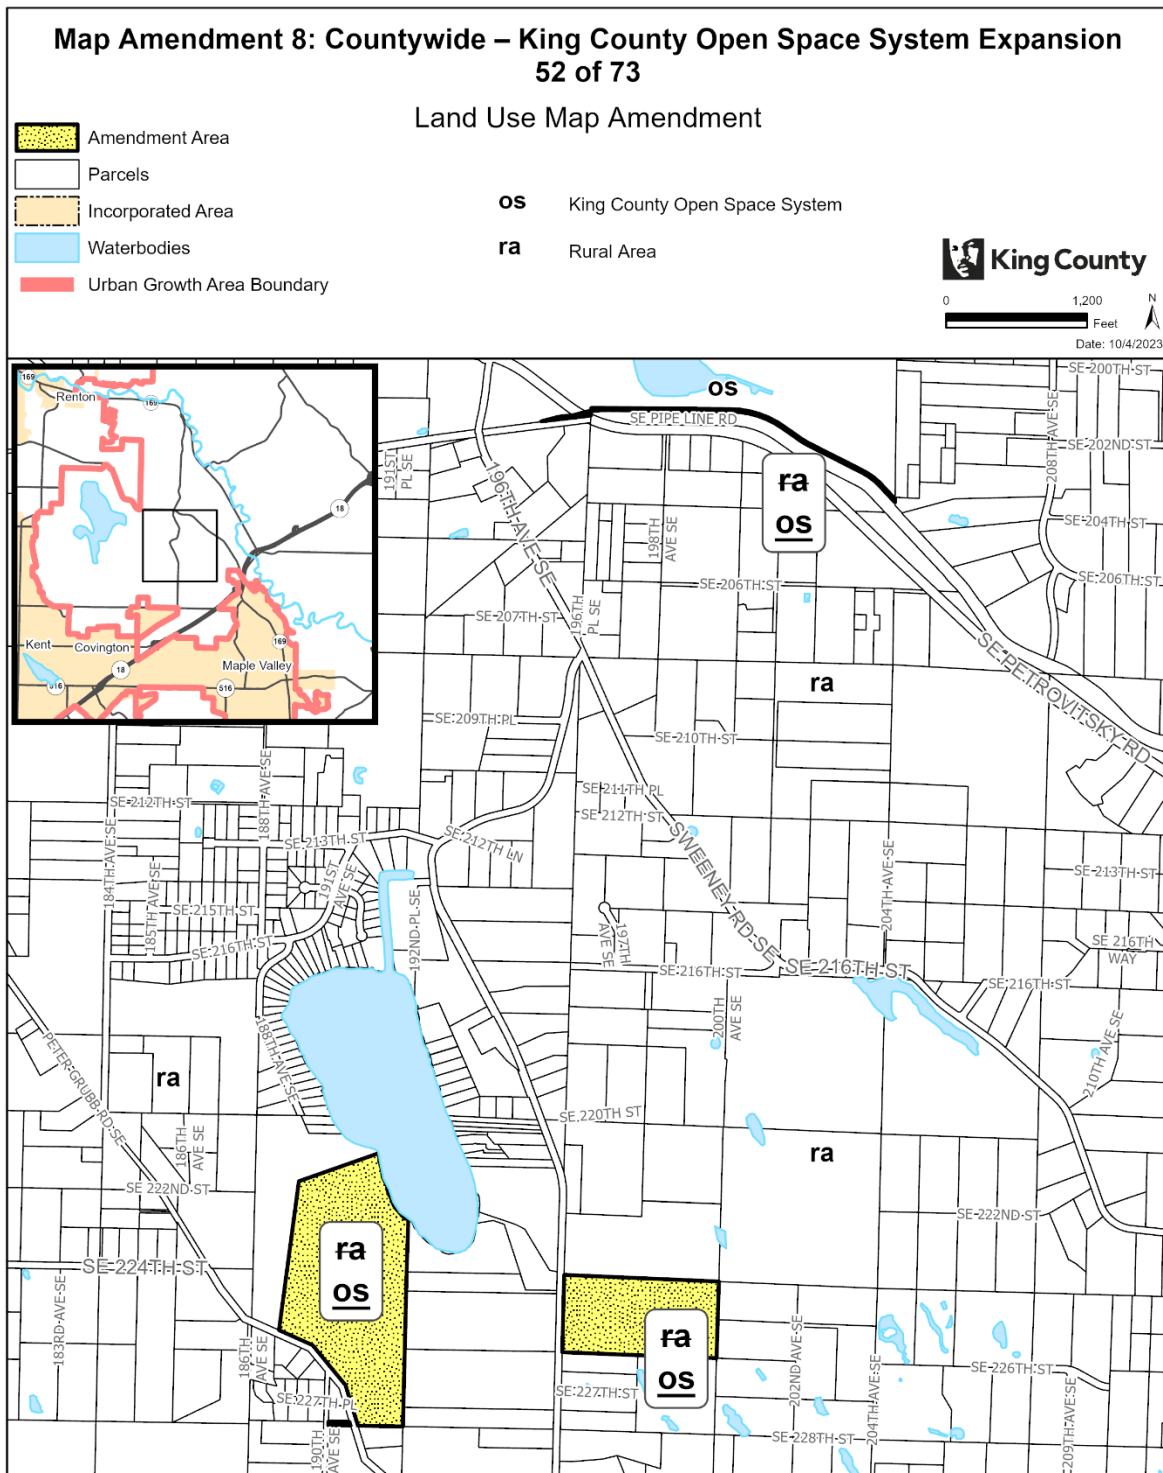 Map Amendment 8: Countywide – King County Open Space System Expansion
52 of 73
Land Use Map Amendment
Amendment Area
Parcels
Incorporated Area
Waterbodies
Urban Growth Area Boundary
os King County Open Space System
ra Rural Area
King County
0 1,200
Feet
N
Date: 10/4/2023
169
Renton
169
18
Kent
Covington
18
169
Maple Valley
516
516
os
SE PIPE LINE RD
SE 200TH ST
208TH AVE SE
SE 202ND ST
191ST PL SE
196TH AVE SE
ra
os
198TH AVE SE
SE 204TH ST
SE 206TH ST
SE 206TH ST
SE 207TH ST
196TH PL SE
SE PETROVITSKY RD
ra
SE 209TH PL
SE 210TH ST
SE 211TH PL
SE 212TH ST
SE 212TH ST
188TH AVE SE
SE 213TH ST
SE 212TH LN
SWEENEY RD SE
184TH AVE SE
185TH AVE SE
191ST AVE SE
204TH AVE SE
SE 213TH ST
SE 215TH ST
192ND PL SE
SE 216TH ST
197TH AVE SE
SE 216TH ST
SE 216TH ST
SE 216TH WAY
SE 216TH ST
200TH AVE SE
188TH AVE SE
PETER GRUBB RD SE
210TH AVE SE
ra
SE 220TH ST
186TH AVE SE
ra
SE 222ND ST
SE 222ND ST
ra
os
SE 224TH ST
183RD AVE SE
186TH AVE SE
ra
os
202ND AVE SE
204TH AVE SE
SE 226TH ST
SE 227TH PL
SE 227TH ST
209TH AVE SE
190TH AVE SE
SE 228TH ST